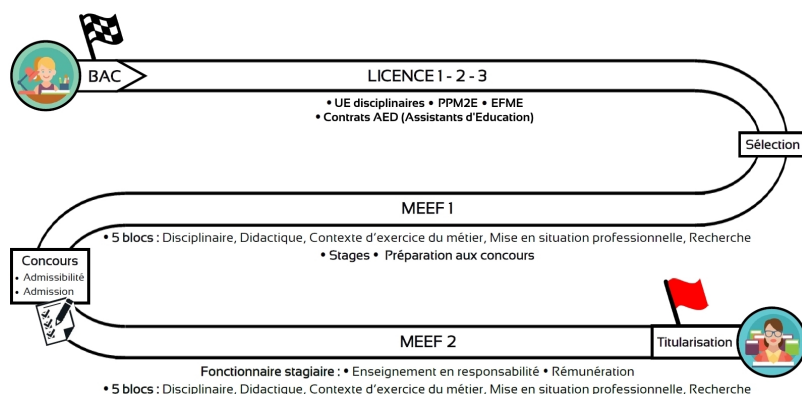 BAC
LICENCE 1 - 2 - 3
• UE disciplinaires • PPM2E • EFME
• Contrats AED (Assistants d'Education)
Sélection
MEEF 1
• 5 blocs : Disciplinaire, Didactique, Contexte d'exercice du métier, Mise en situation professionnelle, Recherche
• Stages • Préparation aux concours
Concours
• Admissibilité
• Admission
MEEF 2
Titularisation
Fonctionnaire stagiaire : • Enseignement en responsabilité • Rémunération
• 5 blocs : Disciplinaire, Didactique, Contexte d'exercice du métier, Mise en situation professionnelle, Recherche